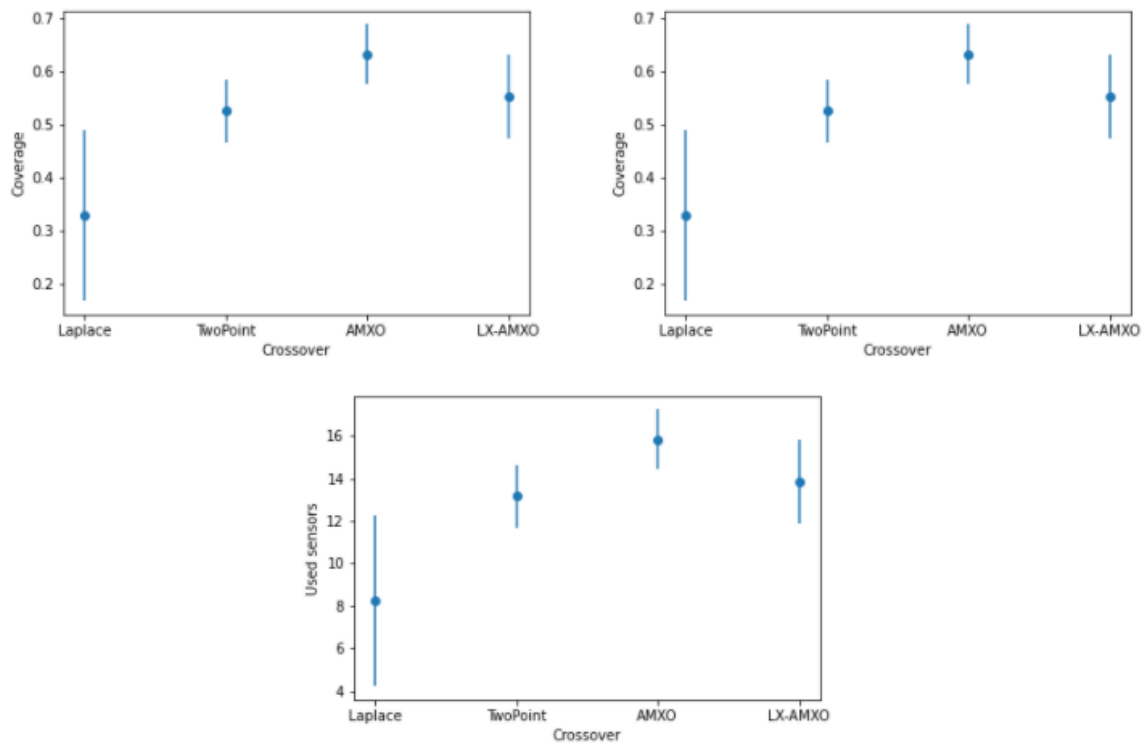 0.7
0.6
0.5
0.4
0.3
0.2
Coverage
Laplace TwoPoint AMXO LX-AMXO
Crossover
0.7
0.6
0.5
0.4
0.3
0.2
Coverage
Laplace TwoPoint AMXO LX-AMXO
Crossover
16
14
12
10
8
6
4
Used sensors
Laplace TwoPoint AMXO LX-AMXO
Crossover